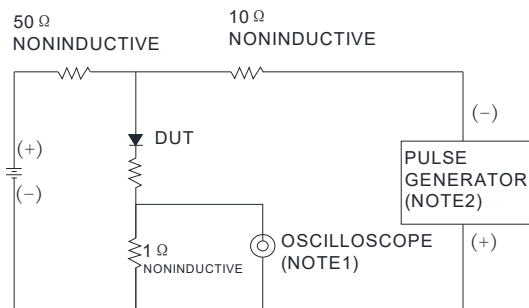 50 Ω
NONINDUCTIVE
10 Ω
NONINDUCTIVE
(+)
(−)
DUT
1 Ω
NONINDUCTIVE
OSCILLOSCOPE
(NOTE1)
(−)
PULSE
GENERATOR
(NOTE2)
(+)